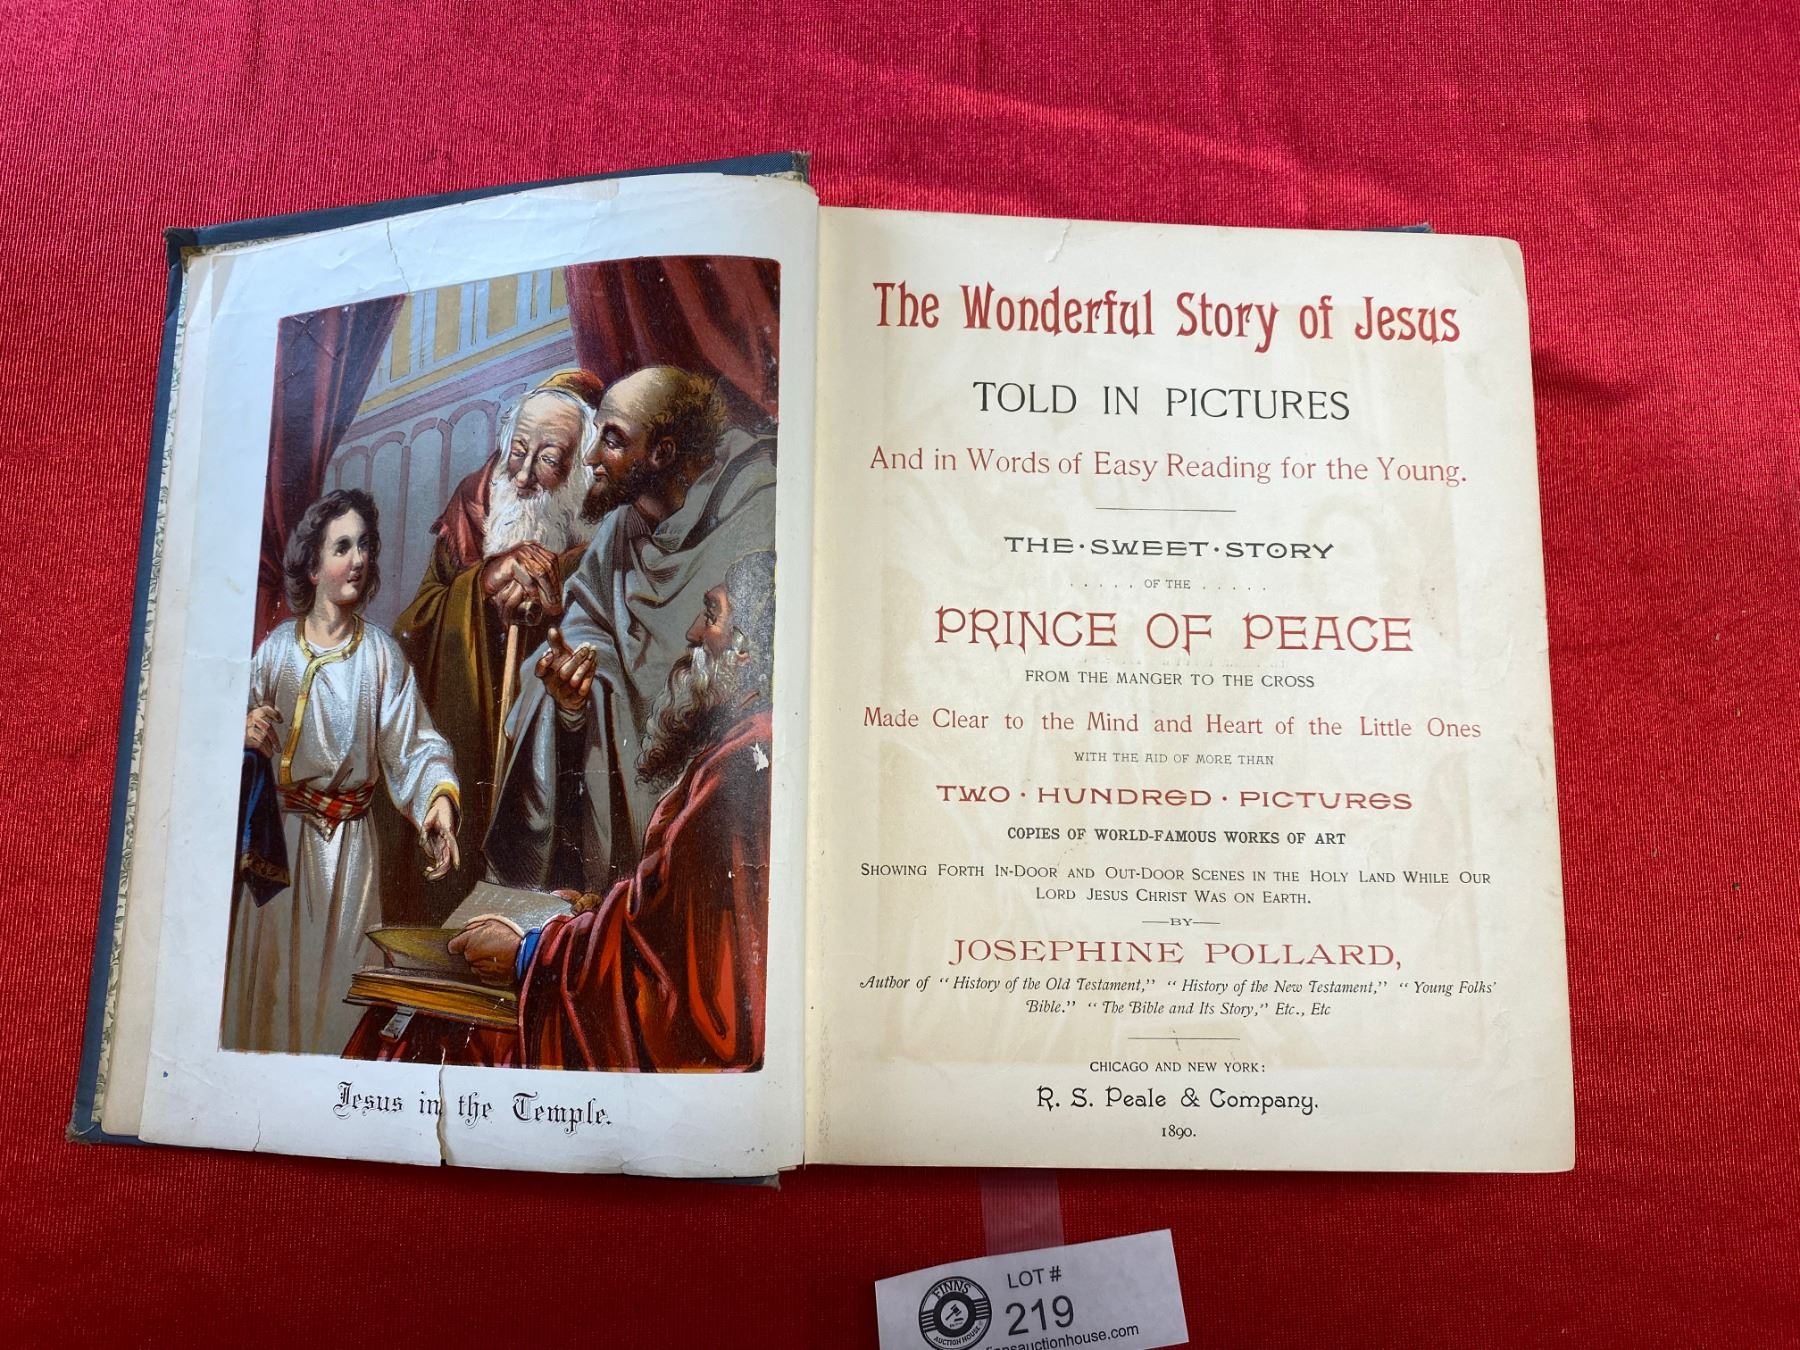 Jesus in the Temple.
The Wonderful Story of Jesus
TOLD IN PICTURES
And in Words of Easy Reading for the Young.
THE·SWEET·STORY
. . . . . OF THE . . . . .
PRINCE OF PEACE
FROM THE MANGER TO THE CROSS
Made Clear to the Mind and Heart of the Little Ones
WITH THE AID OF MORE THAN
TWO · HUNDRED · PICTURES
COPIES OF WORLD-FAMOUS WORKS OF ART
SHOWING FORTH IN-DOOR AND OUT-DOOR SCENES IN THE HOLY LAND WHILE OUR
LORD JESUS CHRIST WAS ON EARTH.
—BY—
JOSEPHINE POLLARD,
Author of "History of the Old Testament," "History of the New Testament," "Young Folks'
Bible." "The Bible and Its Story," Etc., Etc
CHICAGO AND NEW YORK:
R. S. Peale & Company.
1890.
FINNS
AUCTION HOUSE
LOT #
219
finnsauctionhouse.com